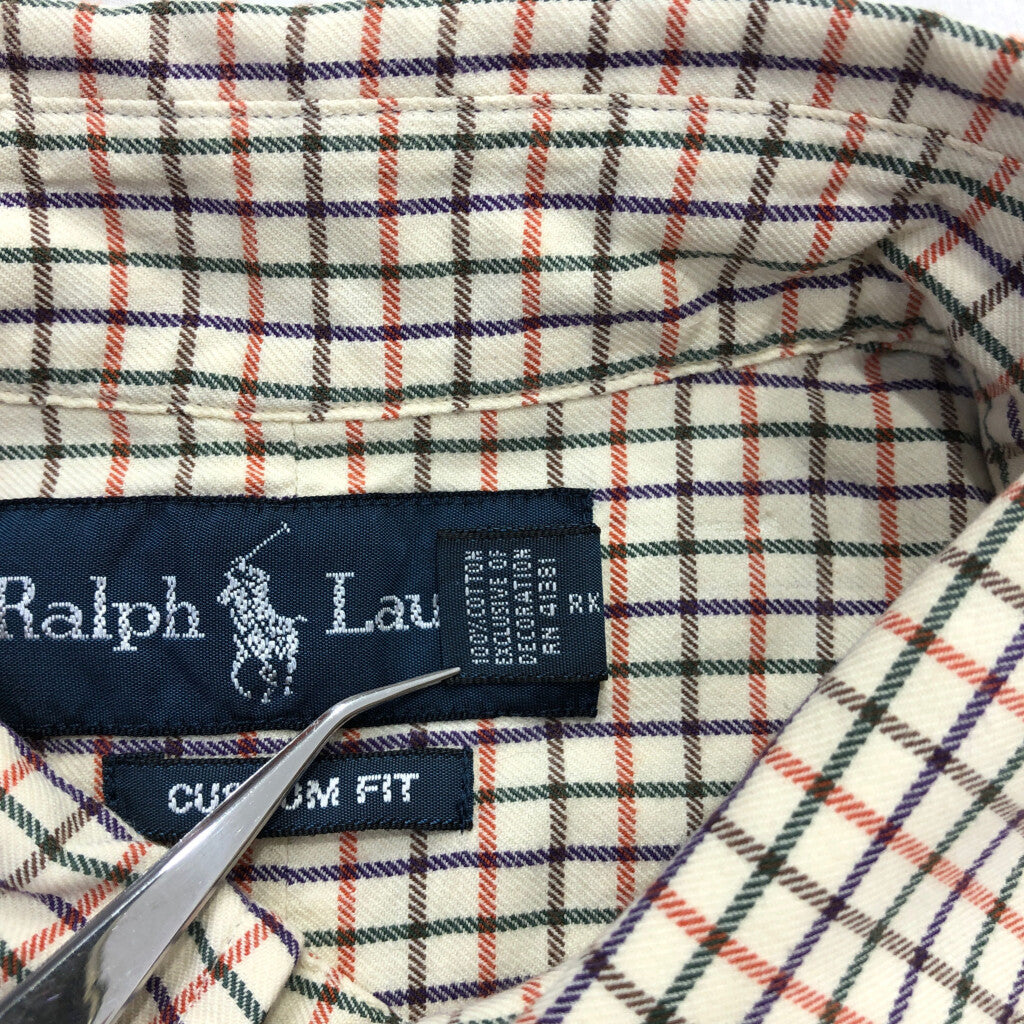 Ralph Lau
100%COTTON
EXCLUSIVE OF
DECORATION
RN 41381
RK
CUS OM FIT